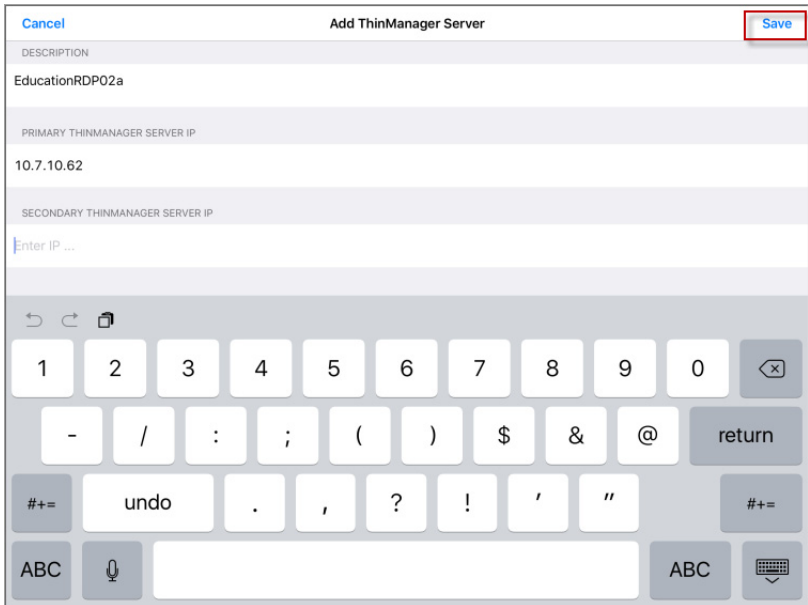 Cancel Add ThinManager Server Save
DESCRIPTION
EducationRDP02a
PRIMARY THINMANAGER SERVER IP
10.7.10.62
SECONDARY THINMANAGER SERVER IP
Enter IP ...
1 2 3 4 5 6 7 8 9 0
- / : ; ( ) $ & @ return
#+= undo . , ? ! ' " #+=
ABC ABC